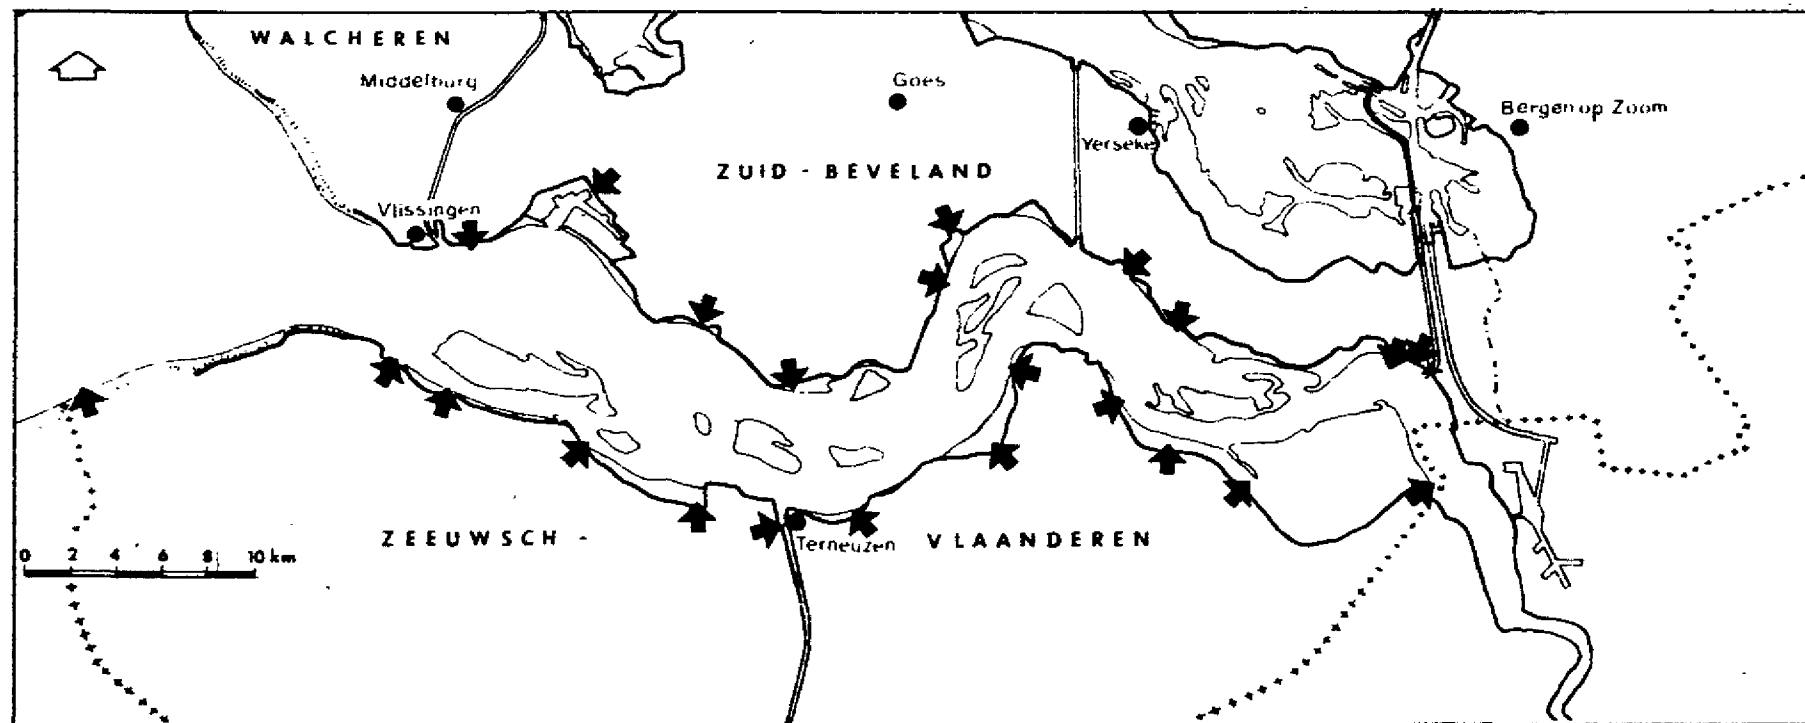 WALCHEREN
Middelburg
Goes
Bergen op Zoom
Yerseke
ZUID - BEVELAND
Vlissingen
ZEEUWSCH -
VLAANDEREN
Terneuzen
0 2 4 6 8 10 km